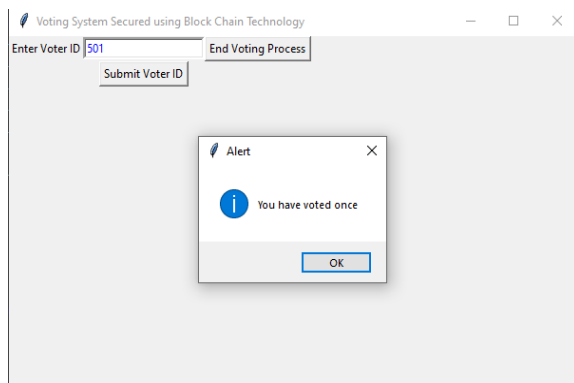 Voting System Secured using Block Chain Technology
Enter Voter ID 501 End Voting Process
Submit Voter ID
Alert
You have voted once
OK